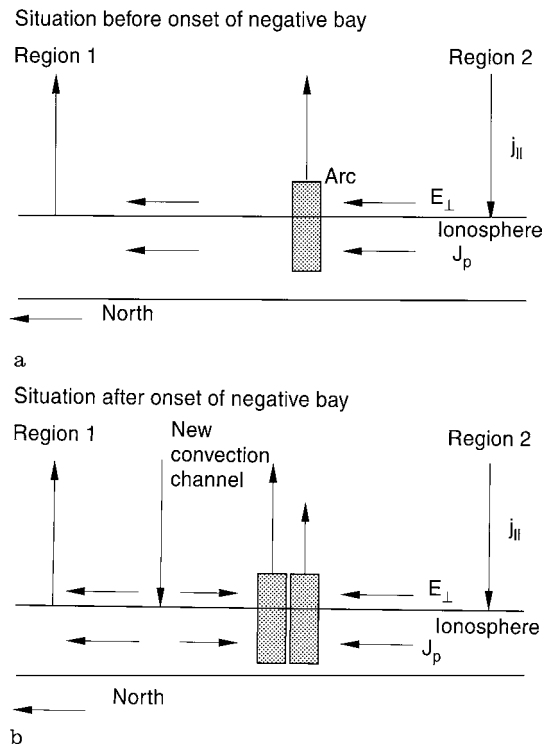 Situation before onset of negative bay
Region 1
Region 2
j||
Arc
E⊥
Ionosphere
Jp
North
a
Situation after onset of negative bay
Region 1
New
convection
channel
Region 2
j||
E⊥
Ionosphere
Jp
North
b